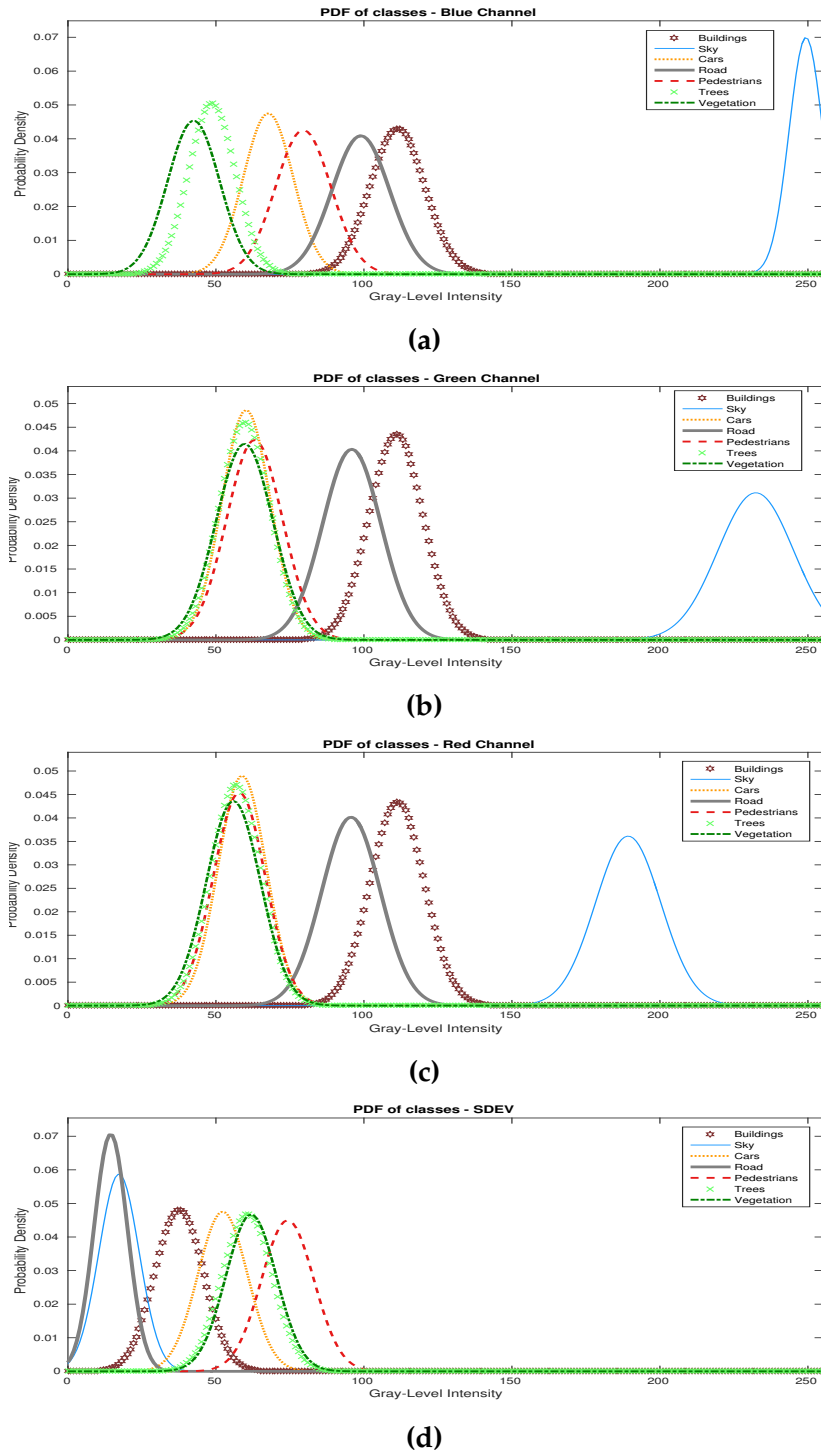 PDF of classes - Blue Channel
0.07
0.06
0.05
0.04
0.03
0.02
0.01
0
Probability Density
Buildings
Sky
Cars
Road
Pedestrians
Trees
Vegetation
0 50 100 150 200 250
Gray-Level Intensity
(a)
PDF of classes - Green Channel
0.05
0.045
0.04
0.035
0.03
0.025
0.02
0.015
0.01
0.005
0
Probability Density
Buildings
Sky
Cars
Road
Pedestrians
Trees
Vegetation
0 50 100 150 200 250
Gray-Level Intensity
(b)
PDF of classes - Red Channel
0.05
0.045
0.04
0.035
0.03
0.025
0.02
0.015
0.01
0.005
0
Probability Density
Buildings
Sky
Cars
Road
Pedestrians
Trees
Vegetation
0 50 100 150 200 250
Gray-Level Intensity
(c)
PDF of classes - SDEV
0.07
0.06
0.05
0.04
0.03
0.02
0.01
0
Probability Density
Buildings
Sky
Cars
Road
Pedestrians
Trees
Vegetation
0 50 100 150 200 250
Gray-Level Intensity
(d)